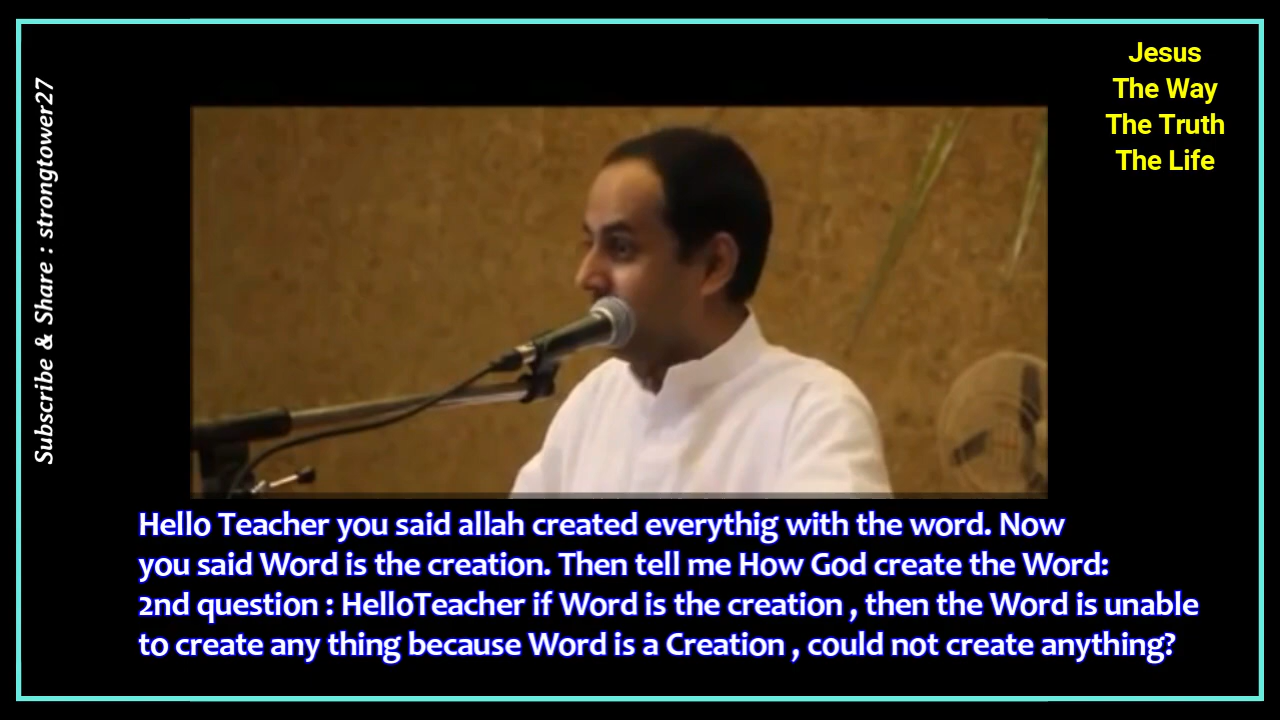 Jesus
The Way
The Truth
The Life
Subscribe & Share : strongtower27
Hello Teacher you said allah created everythig with the word. Now
you said Word is the creation. Then tell me How God create the Word:
2nd question : HelloTeacher if Word is the creation , then the Word is unable
to create any thing because Word is a Creation , could not create anything?